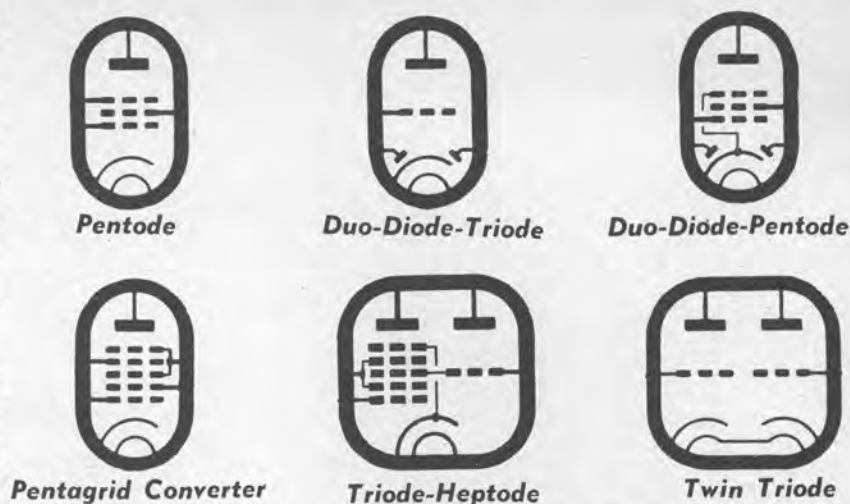 Pentode
Duo-Diode-Triode
Duo-Diode-Pentode
Pentagrid Converter
Triode-Heptode
Twin Triode